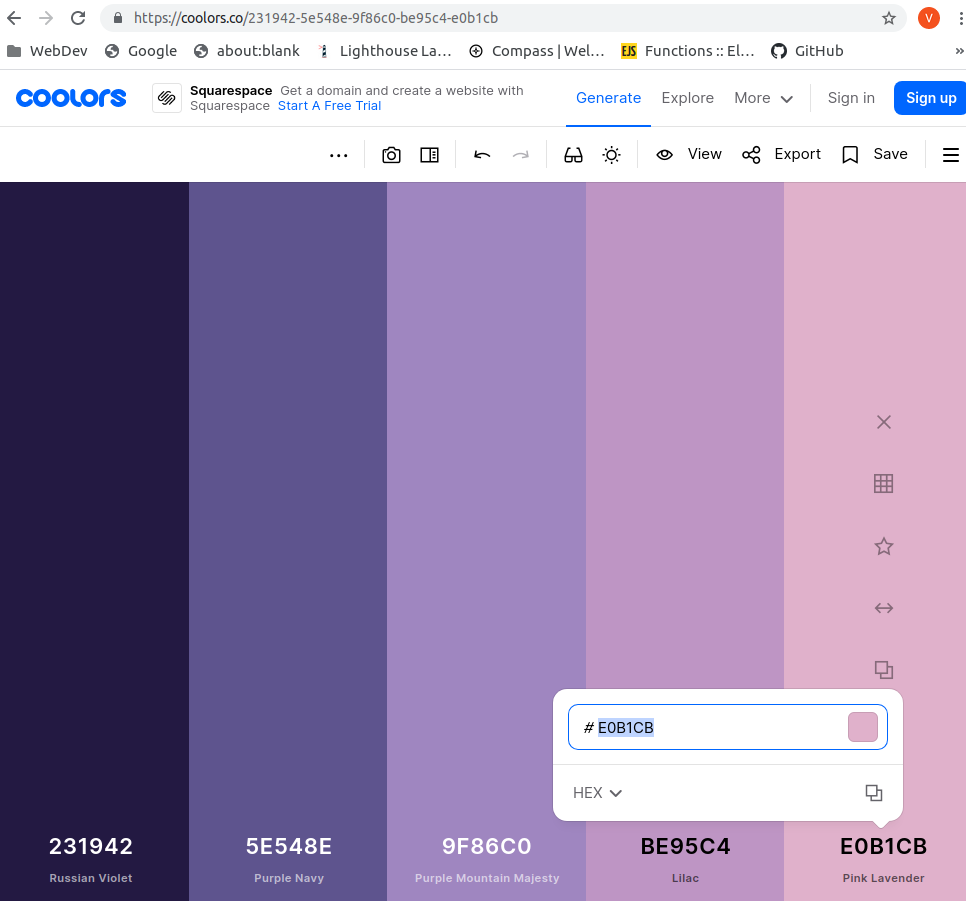 https://coolors.co/231942-5e548e-9f86c0-be95c4-e0b1cb
V
WebDev Google about:blank Lighthouse La... Compass | Wel... EJS Functions :: El... GitHub »
coolors
Squarespace Get a domain and create a website with
Squarespace Start A Free Trial
Generate Explore More Sign in Sign up
View Export Save
# E0B1CB
HEX
231942 5E548E 9F86C0 BE95C4 E0B1CB
Russian Violet Purple Navy Purple Mountain Majesty Lilac Pink Lavender